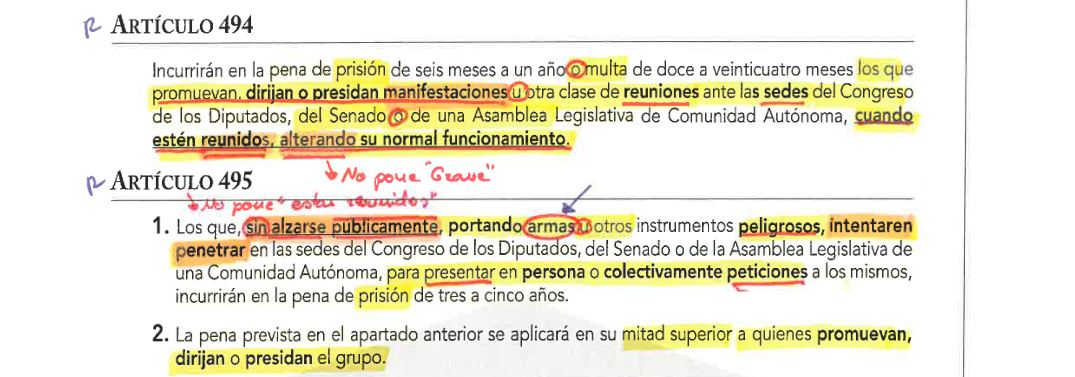 R ARTÍCULO 494
Incurrirán en la pena de prisión de seis meses a un año o multa de doce a veinticuatro meses los que
promuevan, dirijan o presidan manifestaciones u otra clase de reuniones ante las sedes del Congreso
de los Diputados, del Senado o de una Asamblea Legislativa de Comunidad Autónoma, cuando
estén reunidos, alterando su normal funcionamiento.
No pone "Grave"
R ARTÍCULO 495
No pone "estar reunidos"
1. Los que, sin alzarse públicamente, portando armas u otros instrumentos peligrosos, intentaren
penetrar en las sedes del Congreso de los Diputados, del Senado o de la Asamblea Legislativa de
una Comunidad Autónoma, para presentar en persona o colectivamente peticiones a los mismos,
incurrirán en la pena de prisión de tres a cinco años.
2. La pena prevista en el apartado anterior se aplicará en su mitad superior a quienes promuevan,
dirijan o presidan el grupo.